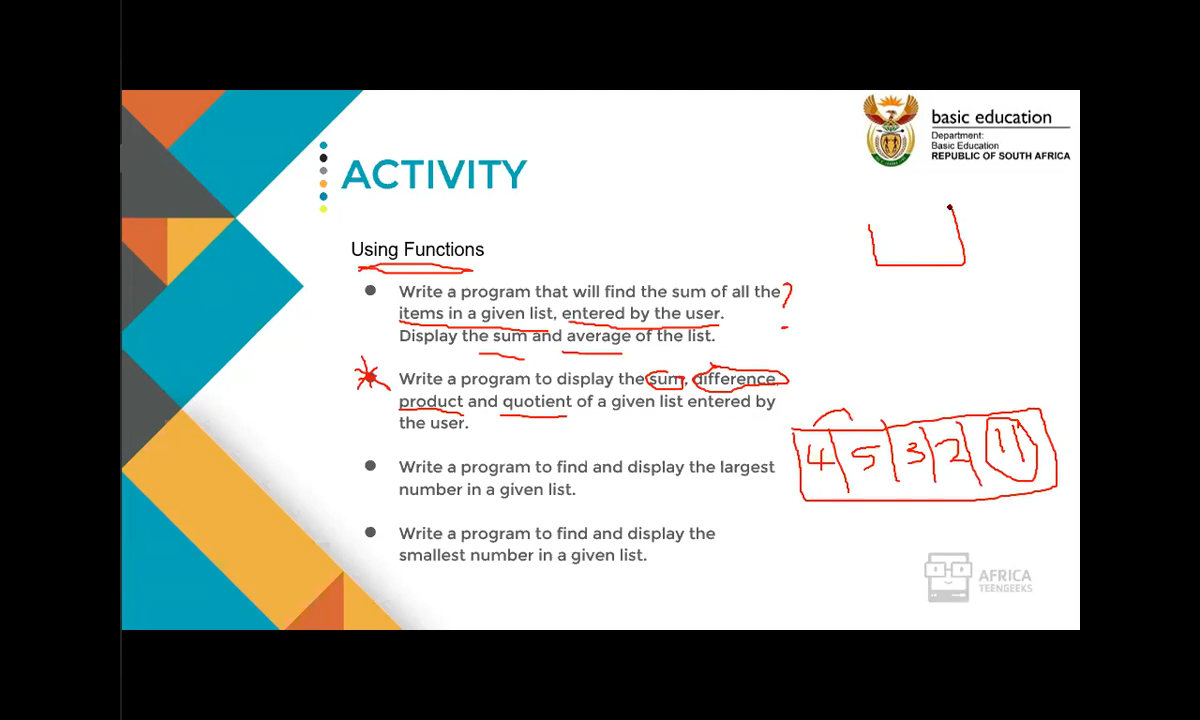 basic education
Department:
Basic Education
REPUBLIC OF SOUTH AFRICA
ACTIVITY
Using Functions
● Write a program that will find the sum of all the ?
items in a given list, entered by the user.
Display the sum and average of the list.
Write a program to display the sum, difference,
product and quotient of a given list entered by
the user.
4 5 3 2 11
● Write a program to find and display the largest
number in a given list.
● Write a program to find and display the
smallest number in a given list.
AFRICA
TEENGEEKS